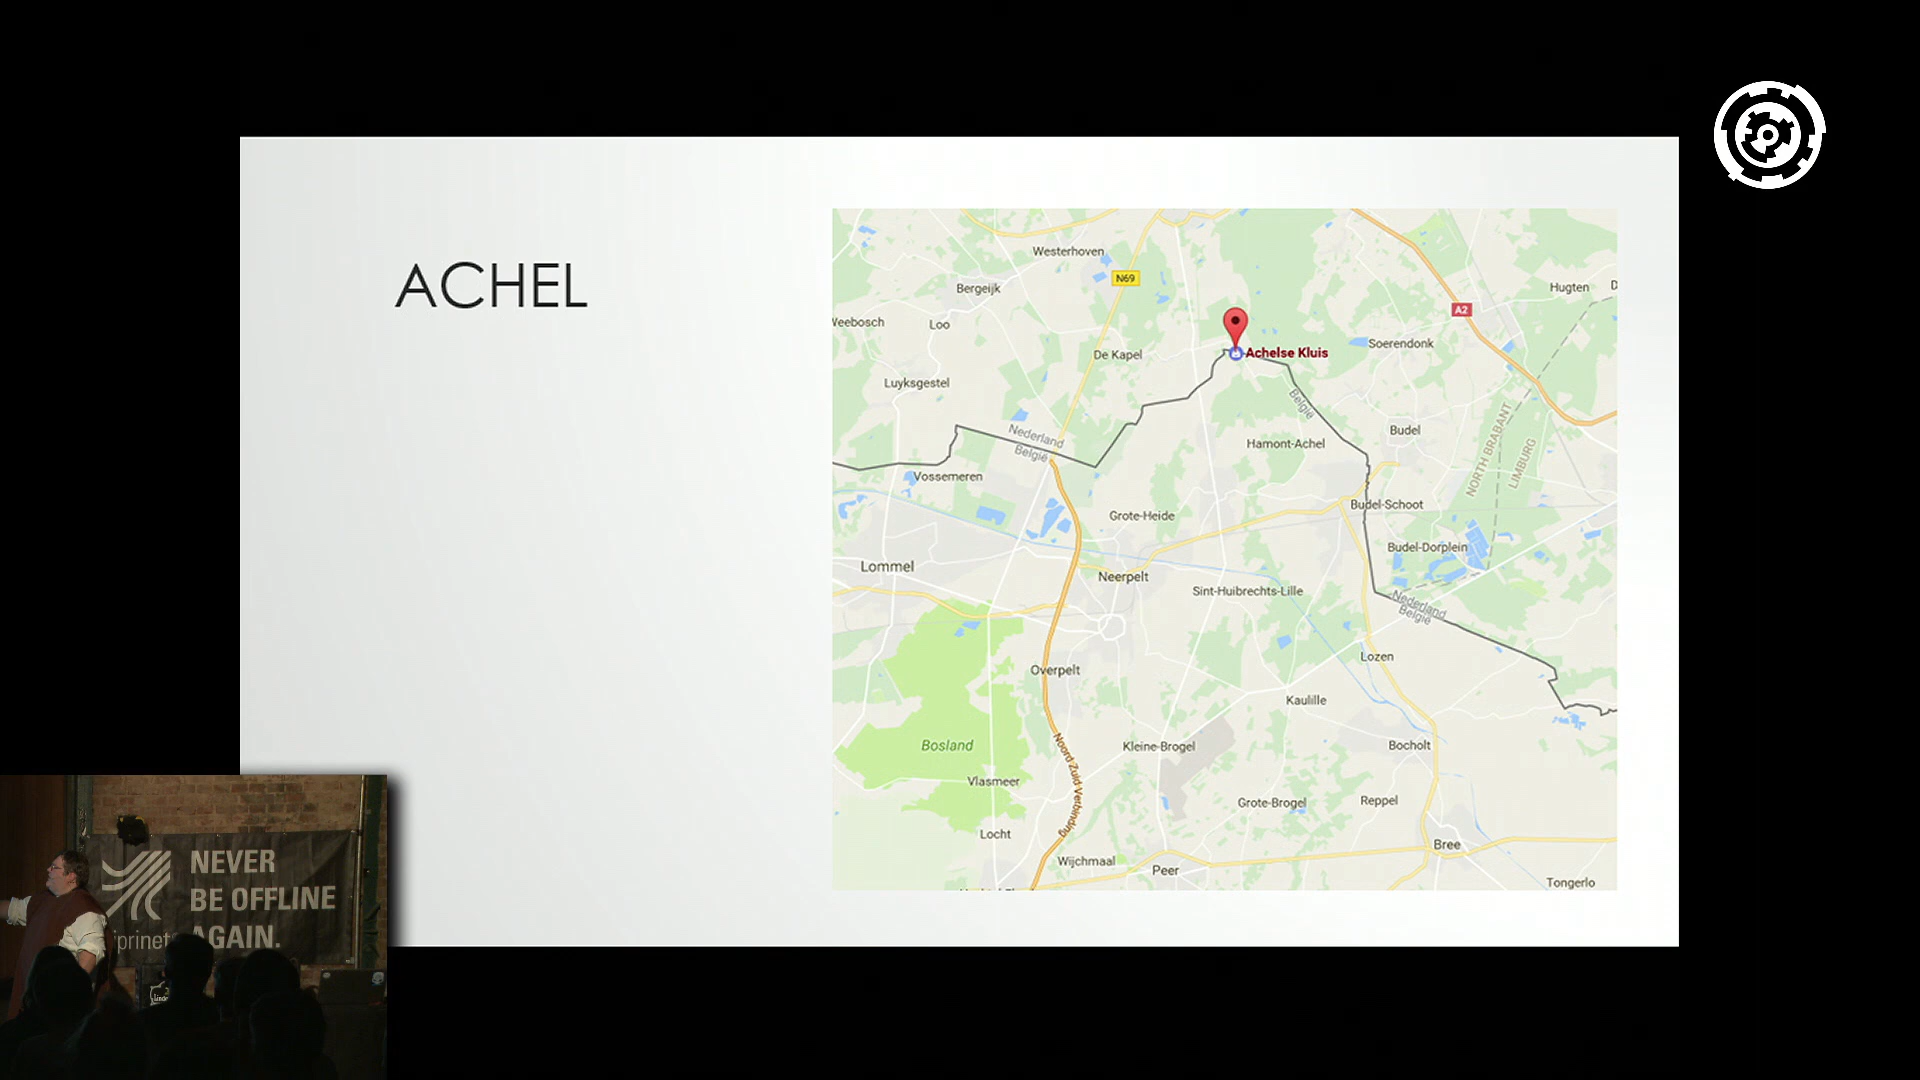 ACHEL
Westerhoven
N69
Bergeijk
Hugten
D
A2
Weebosch
Loo
De Kapel
Achelse Kluis
Soerendonk
Luyksgestel
België
Nederland
België
Hamont-Achel
Budel
NORTH BRABANT
LIMBURG
Vossemeren
Grote-Heide
Budel-Schoot
Budel-Dorplein
Lommel
Neerpelt
Sint-Huibrechts-Lille
Nederland
België
Overpelt
Lozen
Kaulille
Bosland
Kleine-Brogel
Bocholt
Noord-Zuid Verbinding
Vlasmeer
Grote-Brogel
Reppel
Locht
Bree
Wijchmaal
Peer
Tongerlo
NEVER
BE OFFLINE
AGAIN.